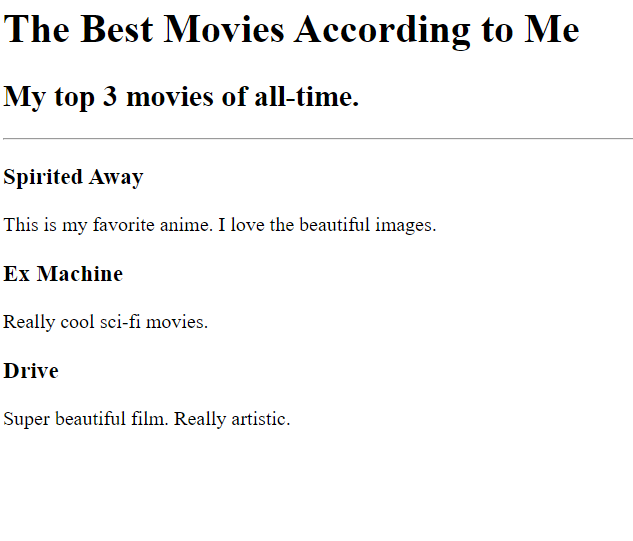 The Best Movies According to Me
My top 3 movies of all-time.
Spirited Away
This is my favorite anime. I love the beautiful images.
Ex Machine
Really cool sci-fi movies.
Drive
Super beautiful film. Really artistic.